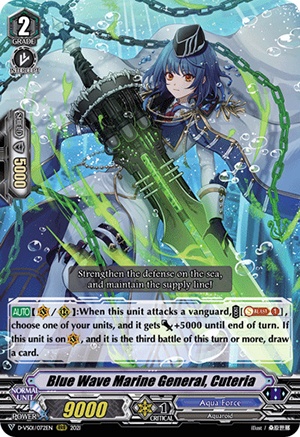 2
GRADE
INTERCEPT
5000
Strengthen the defense on the sea,
and maintain the supply line!
AUTO [ / ]:When this unit attacks a vanguard, [ BLAST 1 ],
choose one of your units, and it gets +5000 until end of turn. If
this unit is on , and it is the third battle of this turn or more, draw
a card.
NORMAL
UNIT
Blue Wave Marine General, Cuteria
POWER 9000
1
CRITICAL
Aqua Force
Aquaroid
D-VS01/072EN RRR 2021